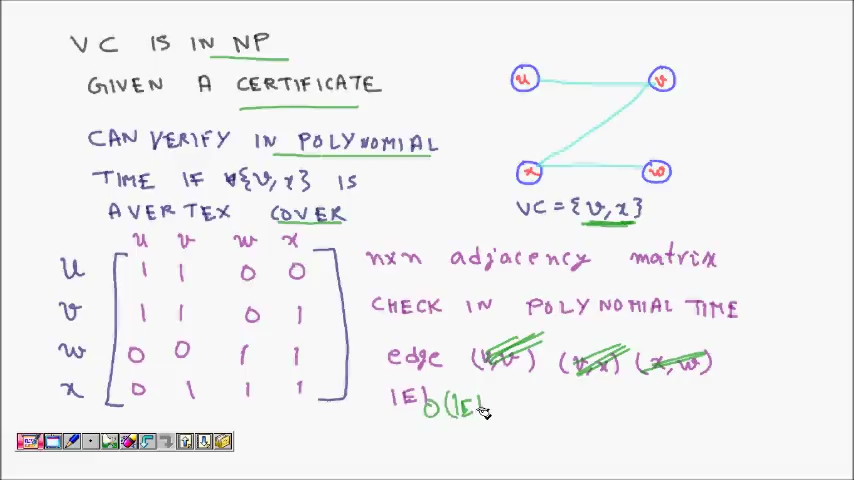 VC IS IN NP
GIVEN A CERTIFICATE
CAN VERIFY IN POLYNOMIAL
TIME IF {v, x} IS
A VERTEX COVER
u v
x w
VC = {v, x}
u v w x
u 1 1 0 0
v 1 1 0 1
w 0 0 1 1
x 0 1 1 1
nxn adjacency matrix
CHECK IN POLYNOMIAL TIME
edge (v, x) (x, w)
|E| O(|E|